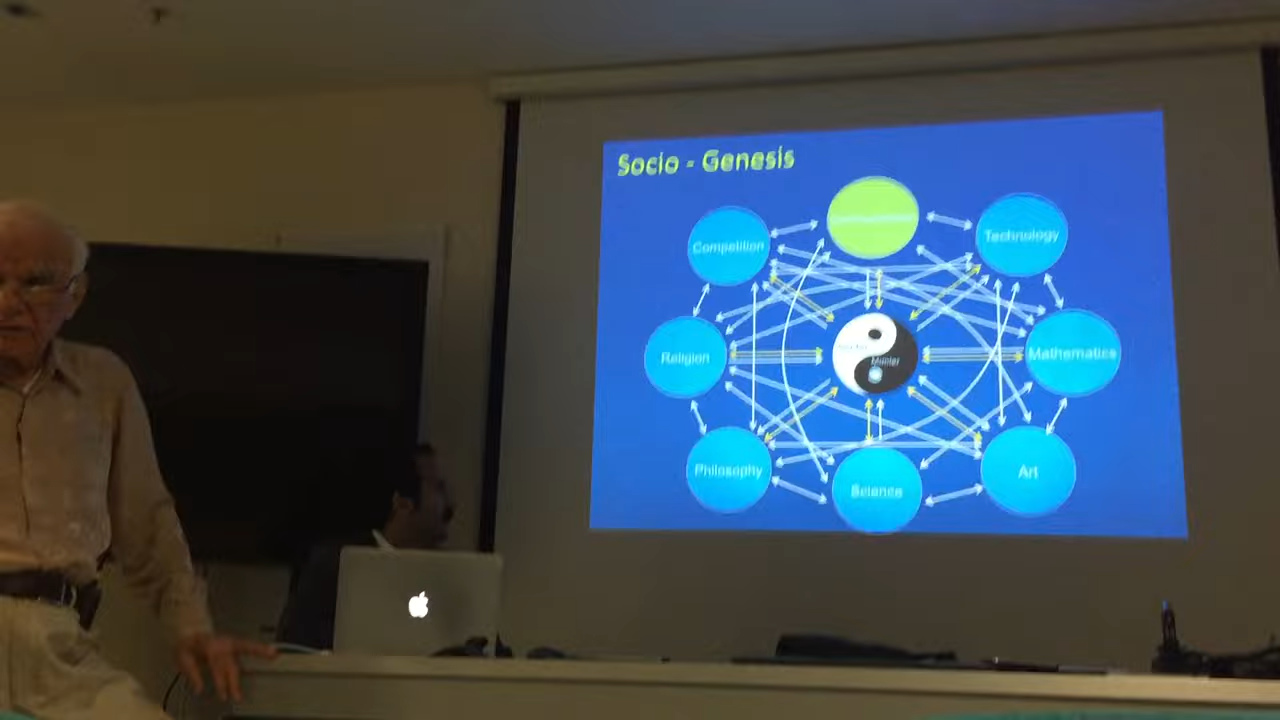 Socio - Genesis
Competition
Technology
Religion
Mathematics
Philosophy
Science
Art